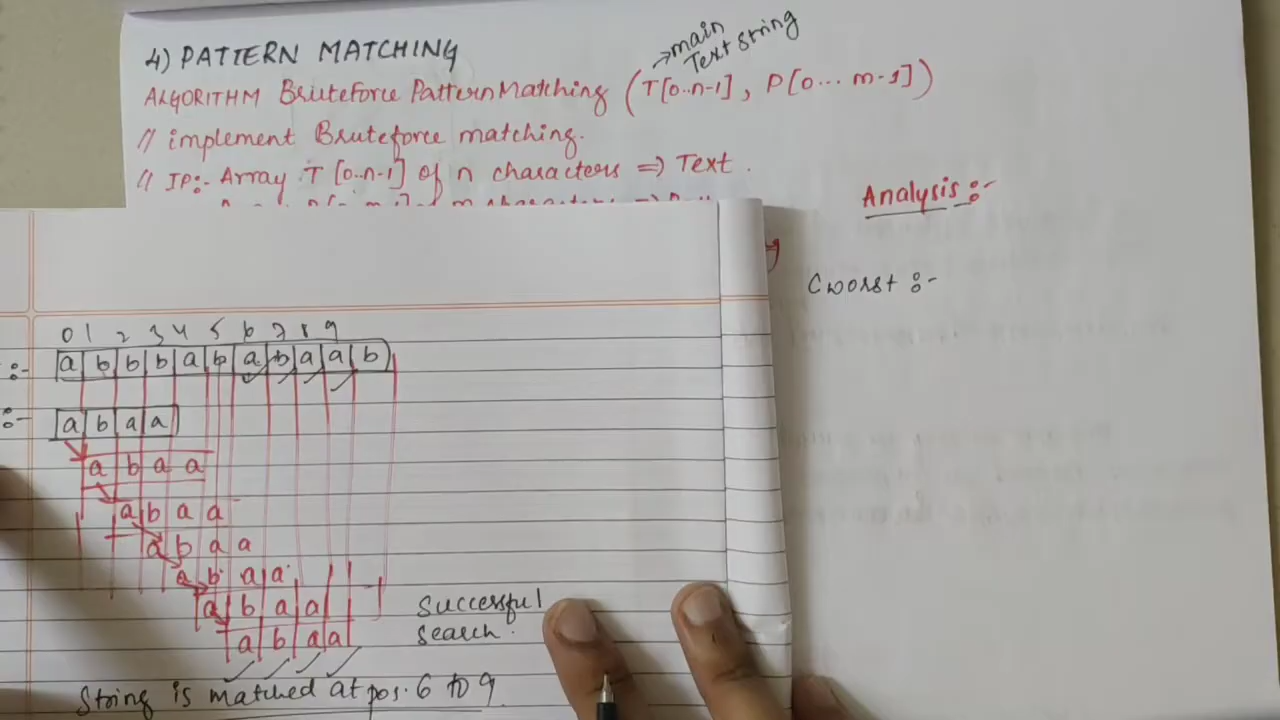 4) PATTERN MATCHING
→main
Text string
ALGORITHM Bruteforce PatternMatching (T[0..n-1], P[0... m-1])
// implement Bruteforce matching.
// IP:- Array T [0..n-1] of n characters => Text.
Analysis :-
Cworst :-
0 1 2 3 4 5 6 7 8 9
:- a b b b a b a b a a b
:- a b a a
a b a a
a b a a
a b a a
a b a a
a b a a
a b a a
Successful
search.
String is matched at pos. 6 to 9.